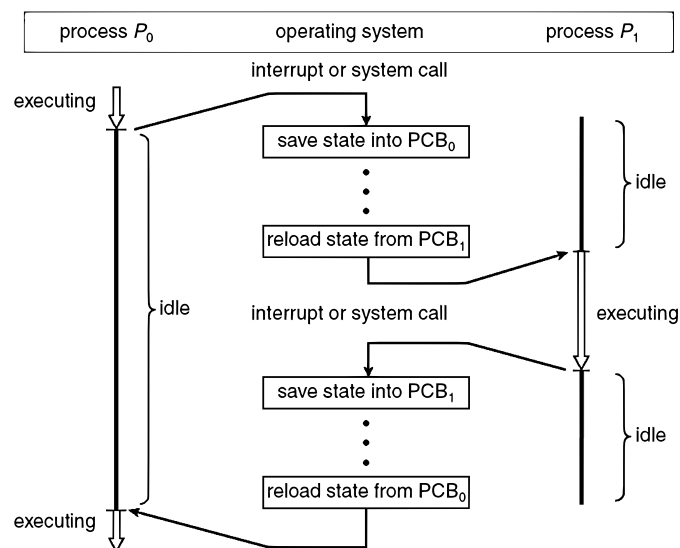 process P₀ operating system process P₁
interrupt or system call
executing
save state into PCB₀
idle
reload state from PCB₁
idle
interrupt or system call
executing
save state into PCB₁
idle
reload state from PCB₀
executing